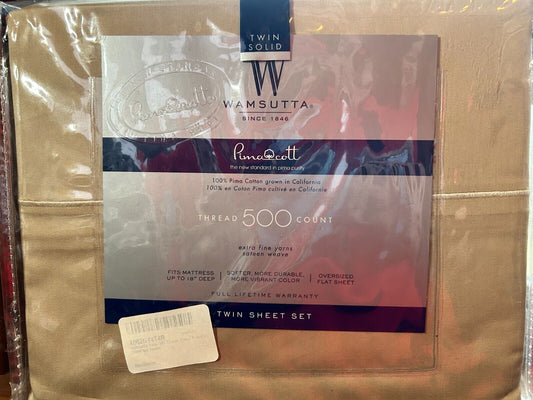 TWIN
SOLID
W
WAMSUTTA®
SINCE 1846
Pimacott
the new standard in pima purity
100% Pima Cotton grown in California
100% en Coton Pima cultivé en Californie
THREAD 500 COUNT
extra fine yarns
sateen weave
FITS MATTRESS UP TO 18" DEEP
SOFTER, MORE DURABLE, MORE VIBRANT COLOR
OVERSIZED FLAT SHEET
FULL LIFETIME WARRANTY
TWIN SHEET SET
Pimacott